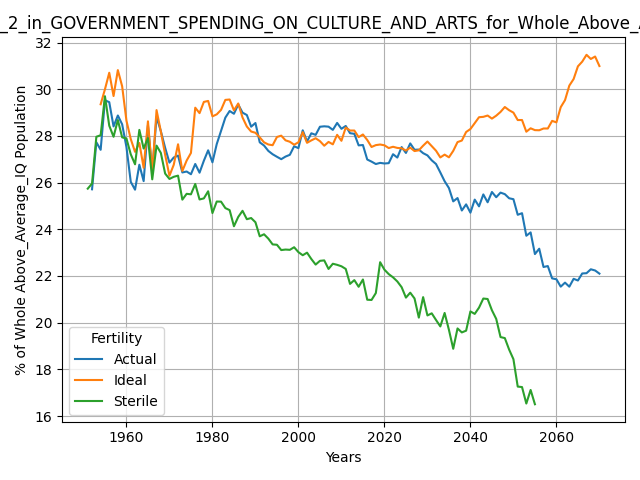 _2_in_GOVERNMENT_SPENDING_ON_CULTURE_AND_ARTS_for_Whole_Above_
% of Whole Above_Average_IQ Population
32
30
28
26
24
22
20
18
16
Fertility
Actual
Ideal
Sterile
1960
1980
2000
2020
2040
2060
Years